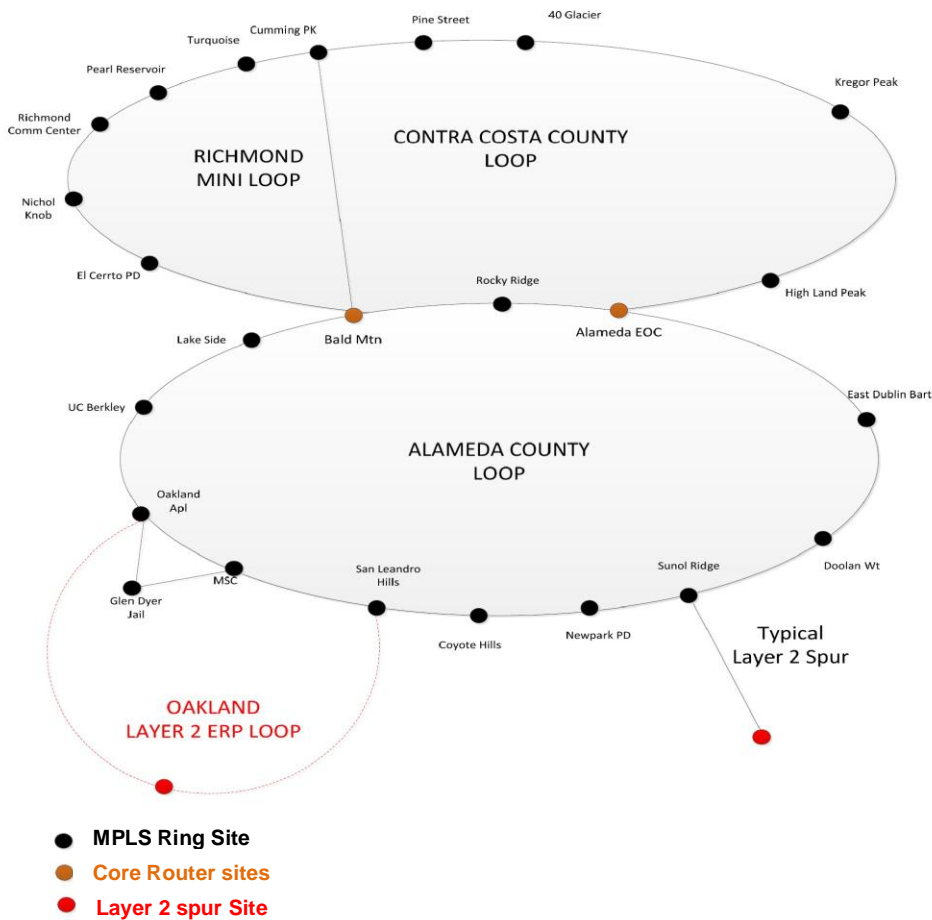 Pine Street
40 Glacier
Cumming PK
Turquoise
Pearl Reservoir
Kregor Peak
Richmond
Comm Center
CONTRA COSTA COUNTY
LOOP
RICHMOND
MINI LOOP
Nichol
Knob
El Cerrto PD
Rocky Ridge
High Land Peak
Lake Side
Bald Mtn
Alameda EOC
East Dublin Bart
UC Berkley
ALAMEDA COUNTY
LOOP
Oakland
Apl
MSC
San Leandro
Hills
Sunol Ridge
Doolan Wt
Glen Dyer
Jail
Coyote Hills
Newpark PD
Typical
Layer 2 Spur
OAKLAND
LAYER 2 ERP LOOP
MPLS Ring Site
Core Router sites
Layer 2 spur Site